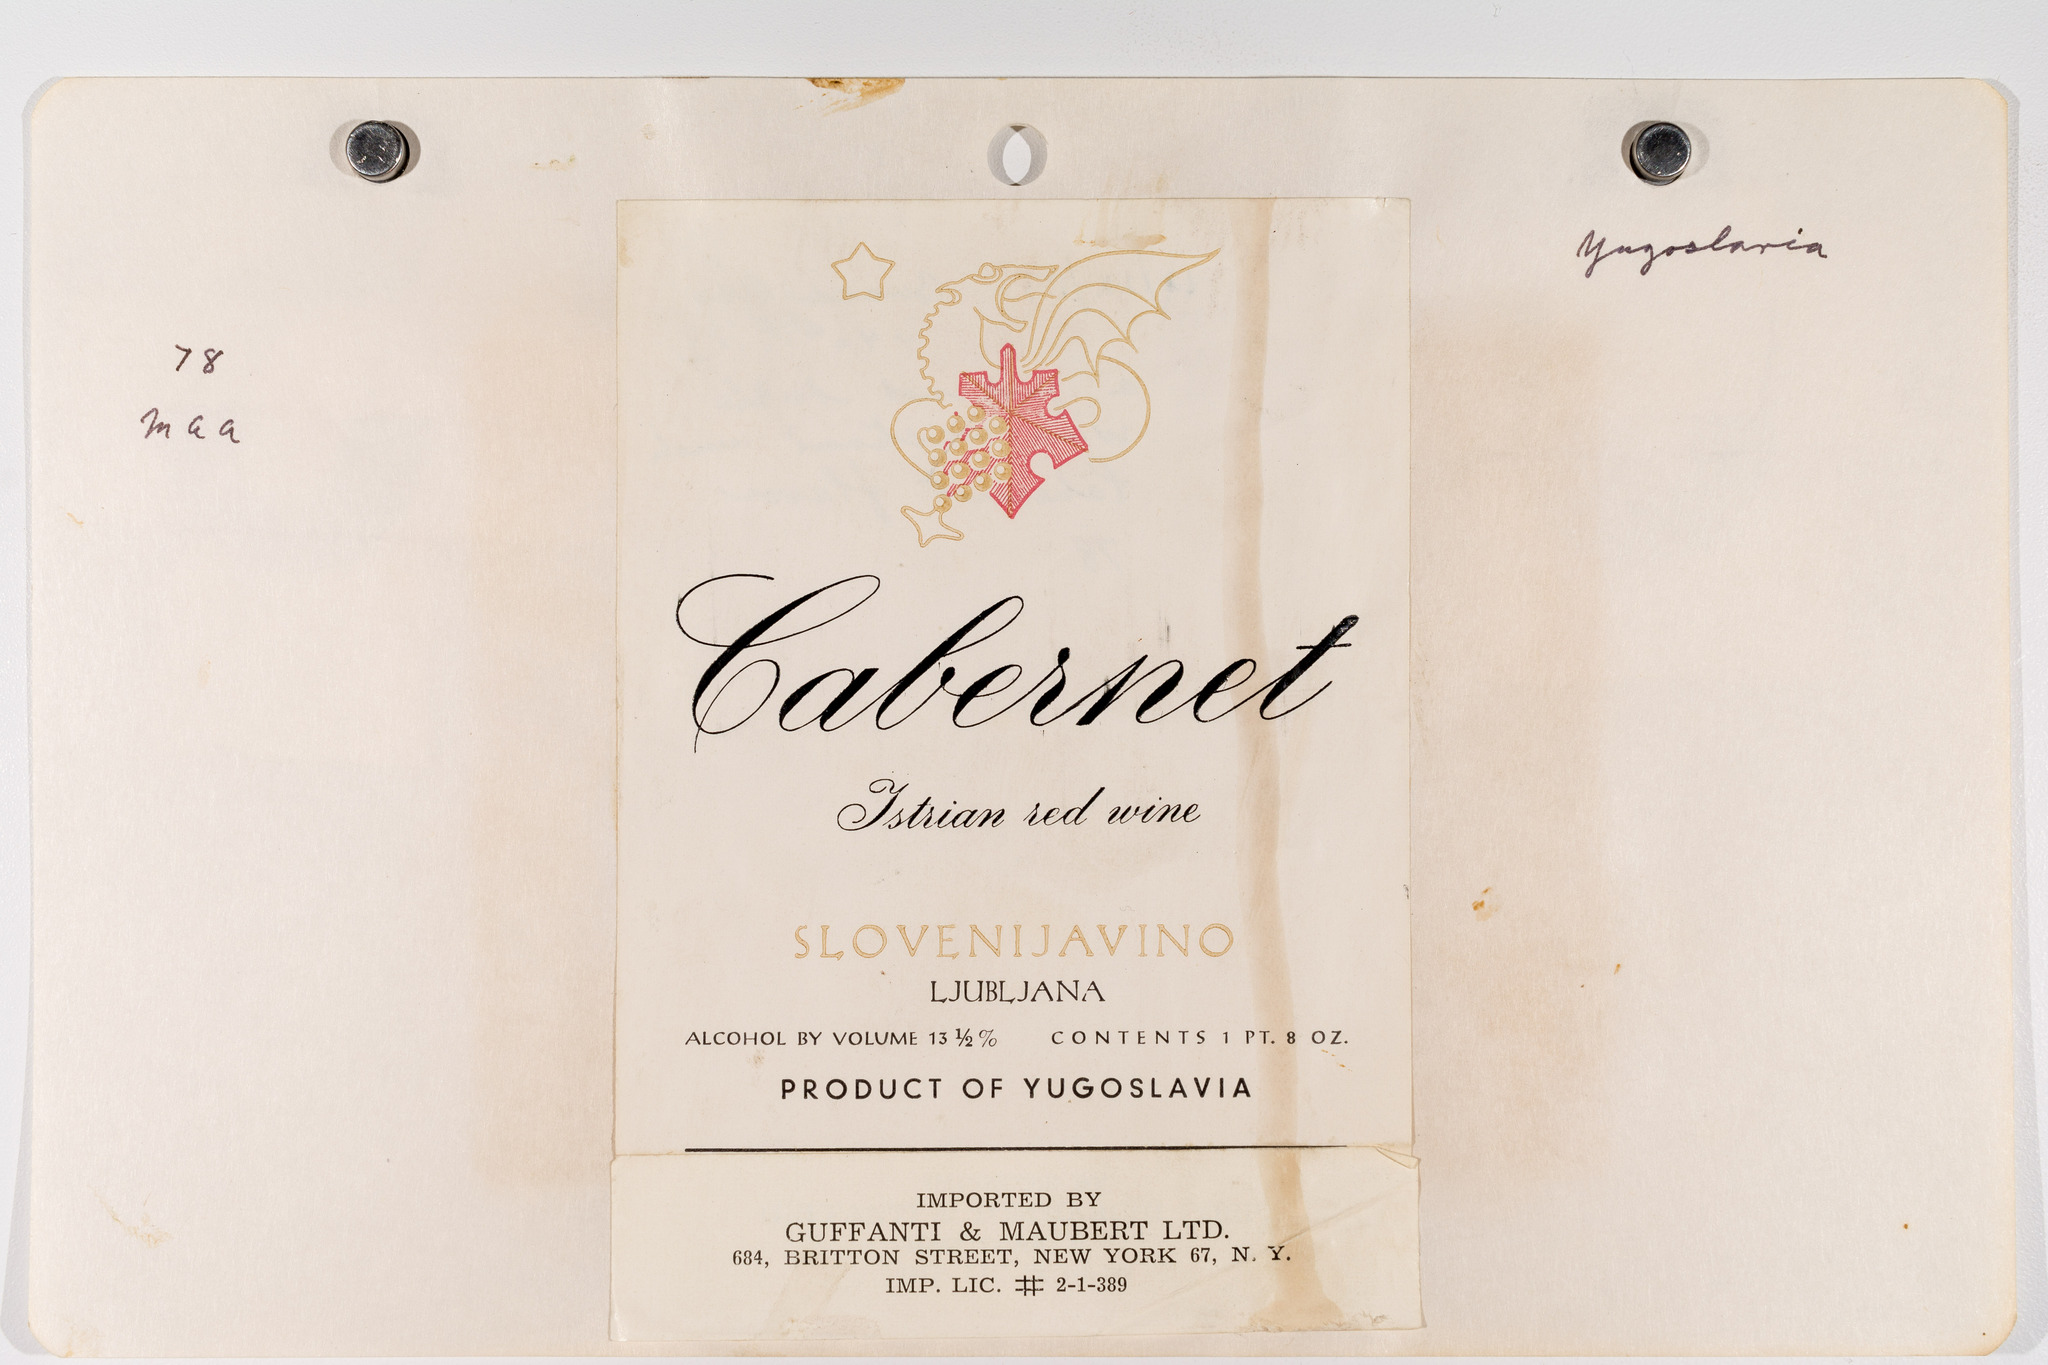 Yugoslavia
78
maa
Cabernet
Istrian red wine
SLOVENIJAVINO
LJUBLJANA
ALCOHOL BY VOLUME 13 ½ % CONTENTS 1 PT. 8 OZ.
PRODUCT OF YUGOSLAVIA
IMPORTED BY
GUFFANTI & MAUBERT LTD.
684, BRITTON STREET, NEW YORK 67, N. Y.
IMP. LIC. # 2-1-389